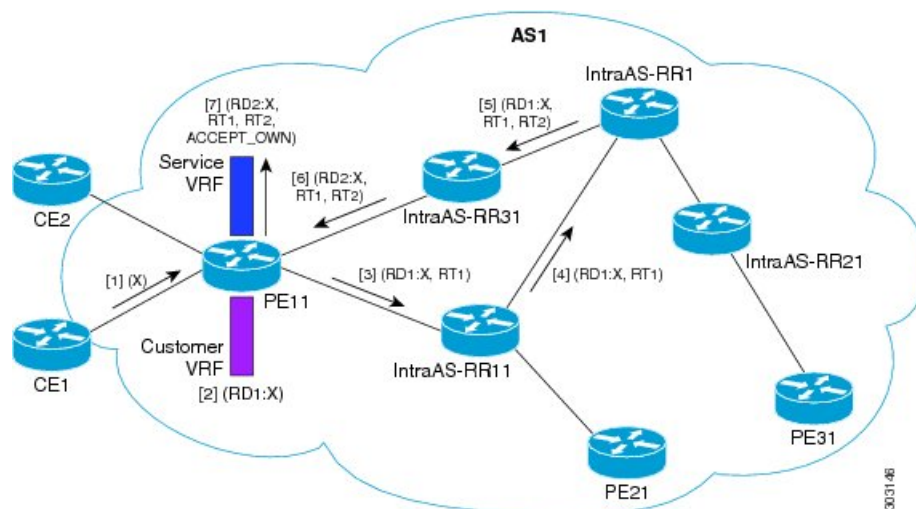 AS1
IntraAS-RR1
[7] (RD2:X,
RT1, RT2,
ACCEPT_OWN)
[5] (RD1:X,
RT1, RT2)
Service
VRF
[6] (RD2:X,
RT1, RT2)
IntraAS-RR31
CE2
IntraAS-RR21
[1] (X)
PE11
[3] (RD1:X, RT1)
[4] (RD1:X, RT1)
Customer
VRF
CE1
IntraAS-RR11
[2] (RD1:X)
PE31
PE21
303146